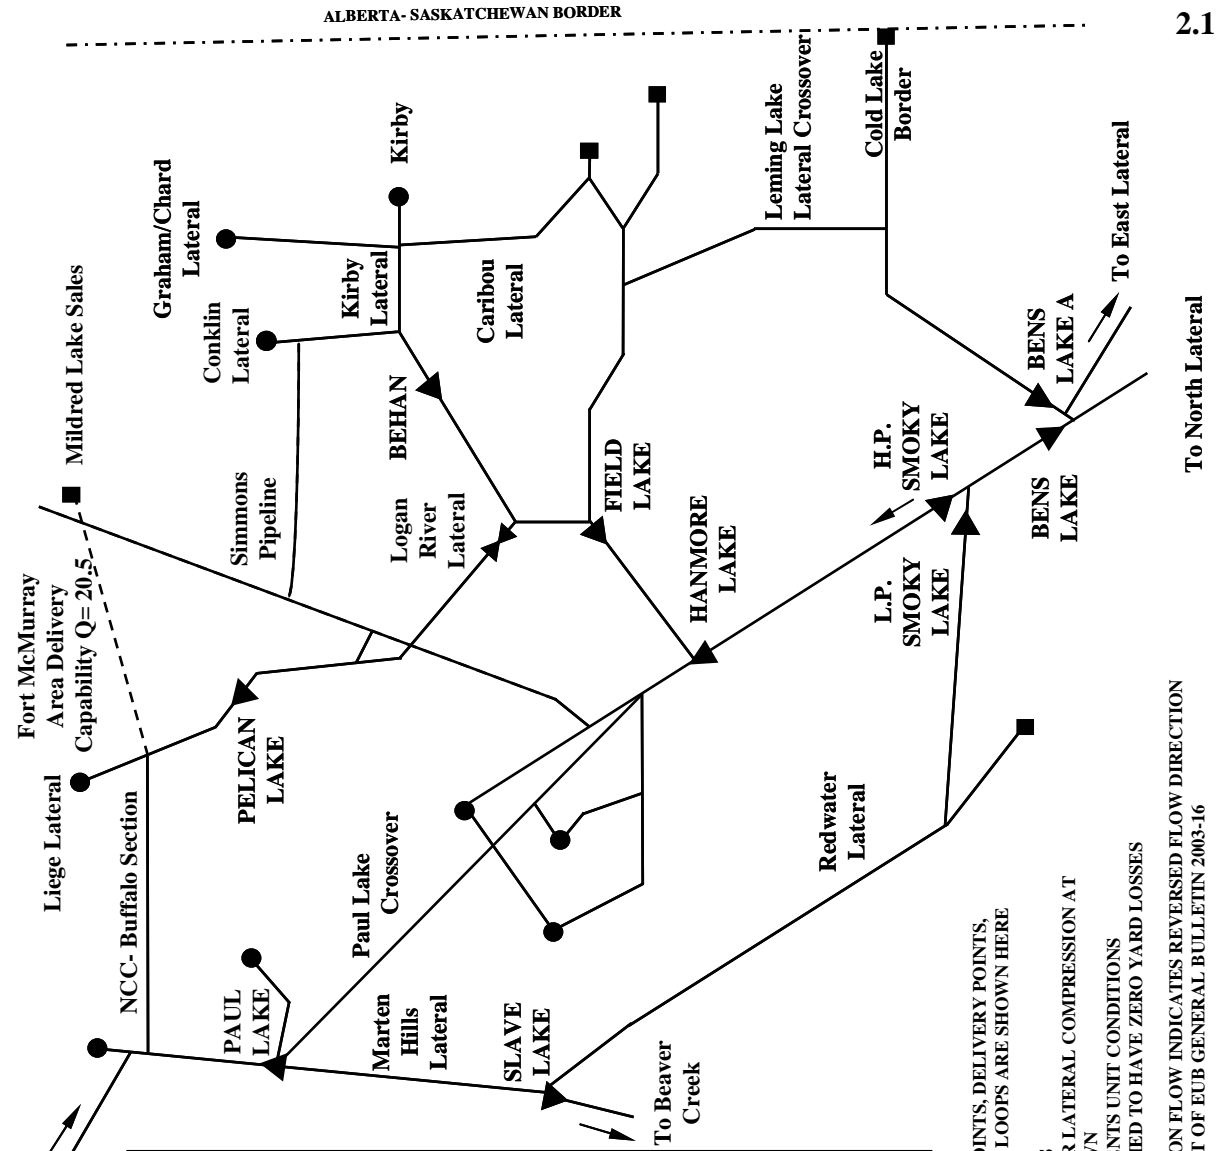 ALBERTA- SASKATCHEWAN BORDER
2.1
Fort McMurray
Area Delivery
Capability Q= 20.5
Mildred Lake Sales
Graham/Chard
Lateral
Conklin
Lateral
Kirby
Kirby
Lateral
Caribou
Lateral
Leming Lake
Lateral Crossover
Cold Lake
Border
To East Lateral
To North Lateral
BENS
LAKE A
BENS
LAKE
H.P.
SMOKY
LAKE
L.P.
SMOKY
LAKE
BEHAN
FIELD
LAKE
HANMORE
LAKE
Simmons
Pipeline
Logan
River
Lateral
PELICAN
LAKE
Liege Lateral
NCC- Buffalo Section
Paul Lake
Crossover
PAUL
LAKE
Marten
Hills
Lateral
SLAVE
LAKE
To Beaver
Creek
Redwater
Lateral
OINTS, DELIVERY POINTS,
LOOPS ARE SHOWN HERE
R LATERAL COMPRESSION AT
WN
NTS UNIT CONDITIONS
MED TO HAVE ZERO YARD LOSSES
ON FLOW INDICATES REVERSED FLOW DIRECTION
T OF EUB GENERAL BULLETIN 2003-16